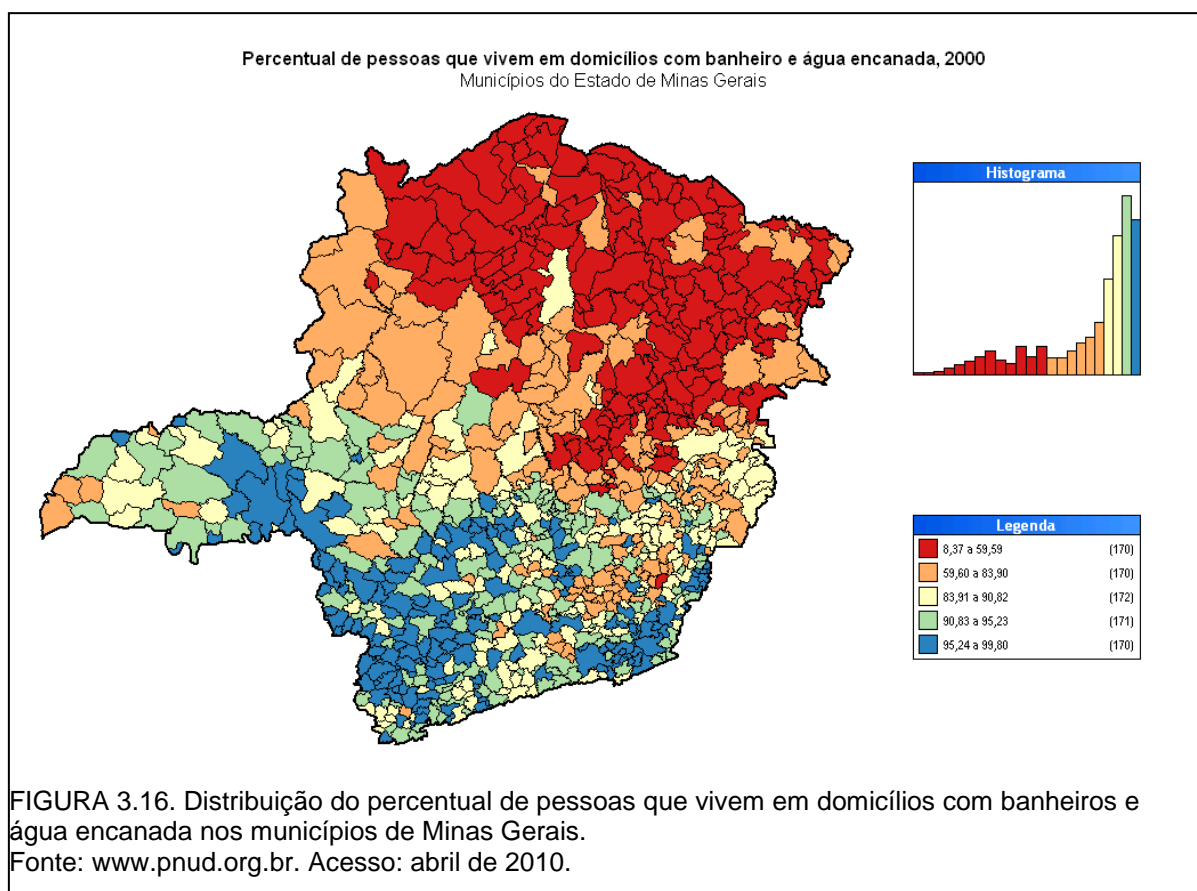 Percentual de pessoas que vivem em domicílios com banheiro e água encanada, 2000
Municípios do Estado de Minas Gerais
Histograma
Legenda
8,37 a 59,59 (170)
59,60 a 83,90 (170)
83,91 a 90,82 (172)
90,83 a 95,23 (171)
95,24 a 99,80 (170)
FIGURA 3.16. Distribuição do percentual de pessoas que vivem em domicílios com banheiros e
água encanada nos municípios de Minas Gerais.
Fonte: www.pnud.org.br. Acesso: abril de 2010.